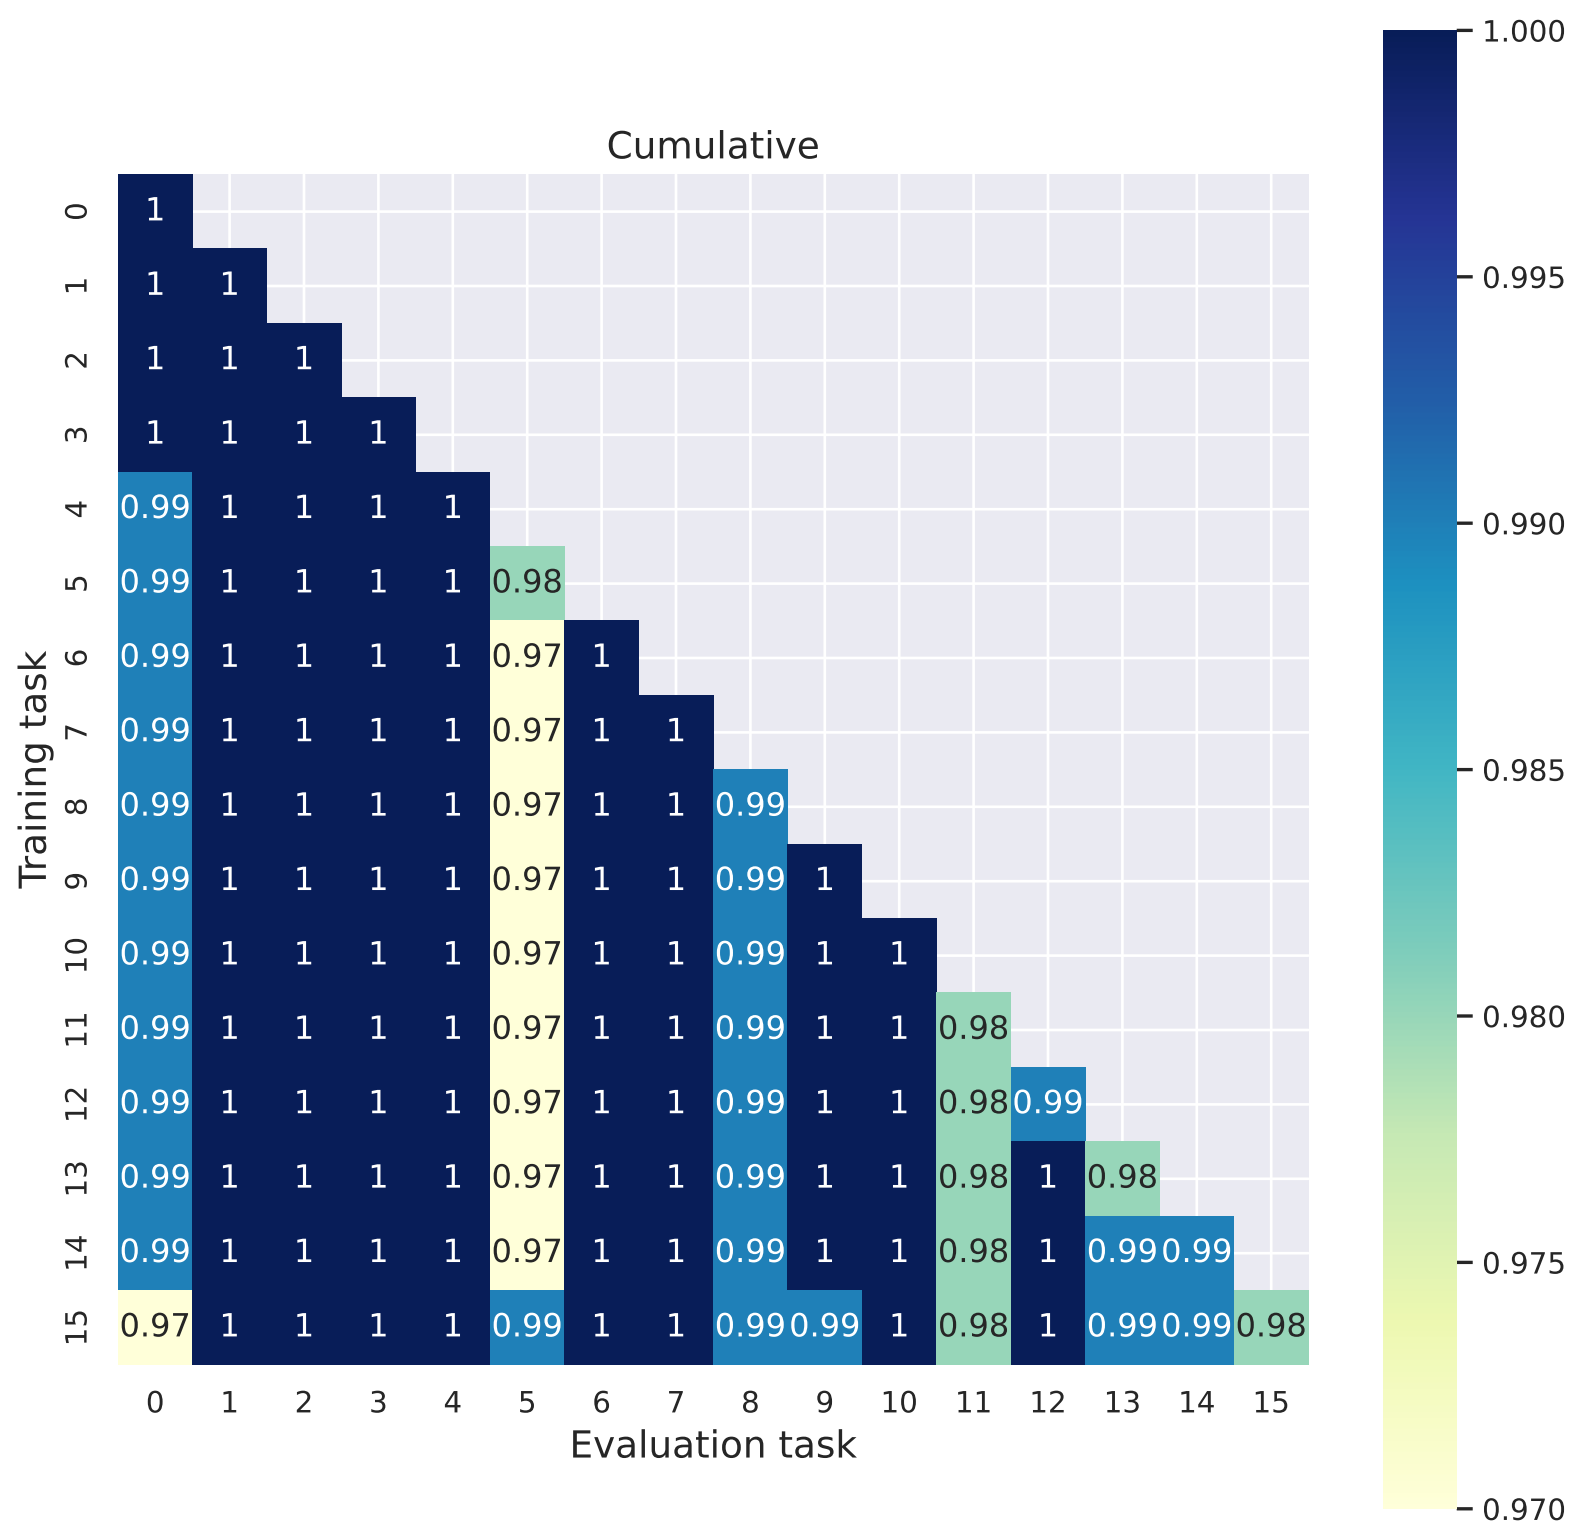 Cumulative
0 1
1 1 1
2 1 1 1
3 1 1 1 1
4 0.99 1 1 1 1
5 0.99 1 1 1 1 0.98
6 0.99 1 1 1 1 0.97 1
7 0.99 1 1 1 1 0.97 1 1
8 0.99 1 1 1 1 0.97 1 1 0.99
9 0.99 1 1 1 1 0.97 1 1 0.99 1
10 0.99 1 1 1 1 0.97 1 1 0.99 1 1
11 0.99 1 1 1 1 0.97 1 1 0.99 1 1 0.98
12 0.99 1 1 1 1 0.97 1 1 0.99 1 1 0.98 0.99
13 0.99 1 1 1 1 0.97 1 1 0.99 1 1 0.98 1 0.98
14 0.99 1 1 1 1 0.97 1 1 0.99 1 1 0.98 1 0.99 0.99
15 0.97 1 1 1 1 0.99 1 1 0.99 0.99 1 0.98 1 0.99 0.99 0.98
0 1 2 3 4 5 6 7 8 9 10 11 12 13 14 15
Evaluation task
Training task
1.000
0.995
0.990
0.985
0.980
0.975
0.970